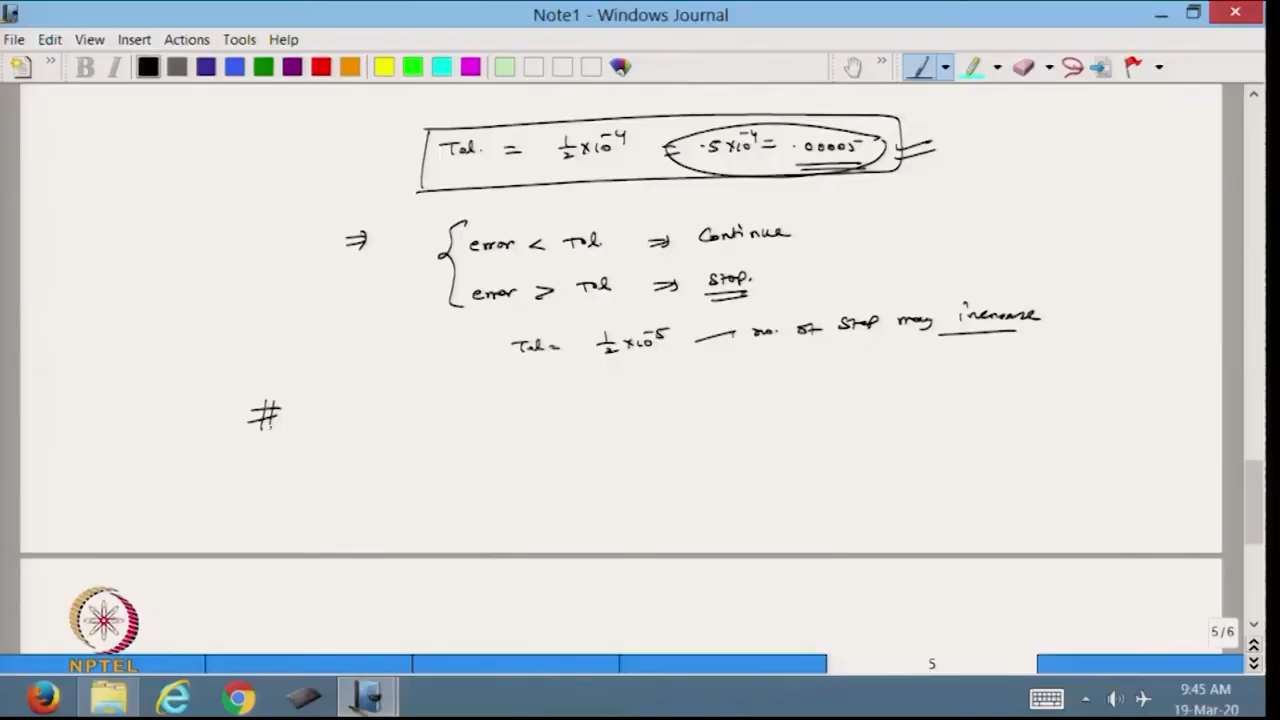 Note1 - Windows Journal
File Edit View Insert Actions Tools Help
B I
Tol. = 1/2 ×10^-4 = .5 ×10^-4 = .00005
⇒ { error < Tol. ⇒ Continue
error > Tol ⇒ Stop.
Tol = 1/2 ×10^-5 → no. of step may increase
#
5/6
NPTEL
5
9:45 AM
19-Mar-20